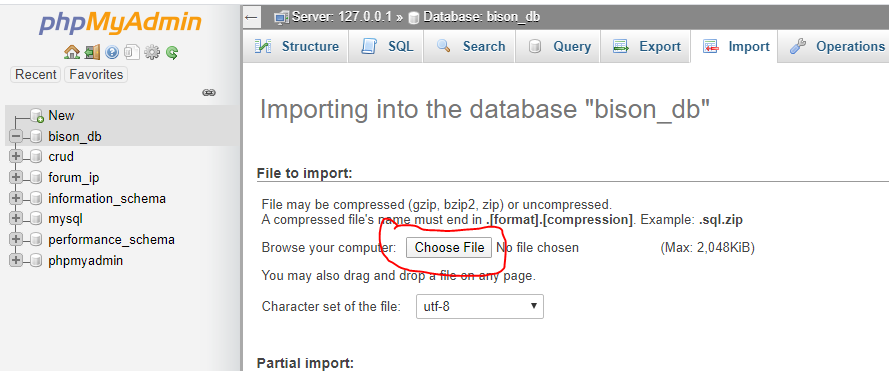 phpMyAdmin
Recent Favorites
New
bison_db
crud
forum_ip
information_schema
mysql
performance_schema
phpmyadmin
Server: 127.0.0.1 » Database: bison_db
Structure SQL Search Query Export Import Operations
Importing into the database "bison_db"
File to import:
File may be compressed (gzip, bzip2, zip) or uncompressed.
A compressed file's name must end in .[format].[compression]. Example: .sql.zip
Browse your computer: Choose File No file chosen (Max: 2,048KiB)
You may also drag and drop a file on any page.
Character set of the file: utf-8
Partial import: